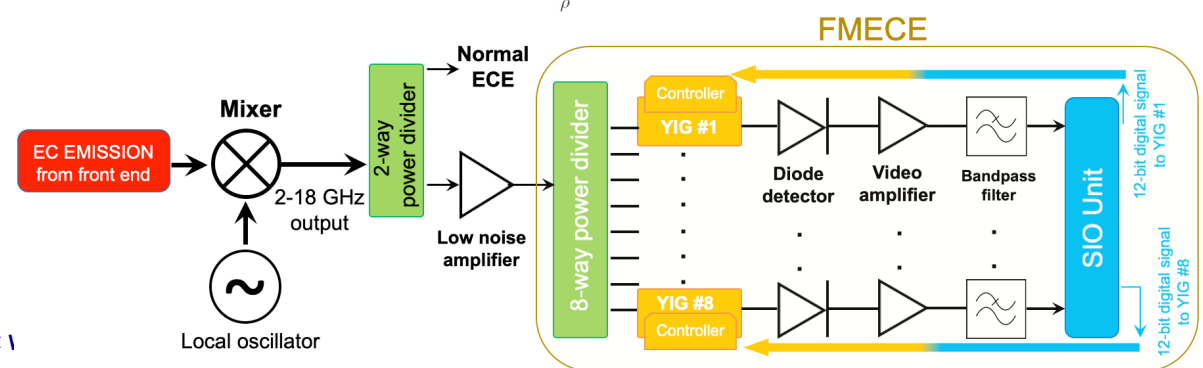 ρ
FMECE
Normal
ECE
Mixer
EC EMISSION
from front end
2-18 GHz
output
Local oscillator
2-way
power divider
Low noise
amplifier
8-way power divider
Controller
YIG #1
Diode
detector
Video
amplifier
Bandpass
filter
YIG #8
Controller
SIO Unit
12-bit digital signal
to YIG #1
12-bit digital signal
to YIG #8